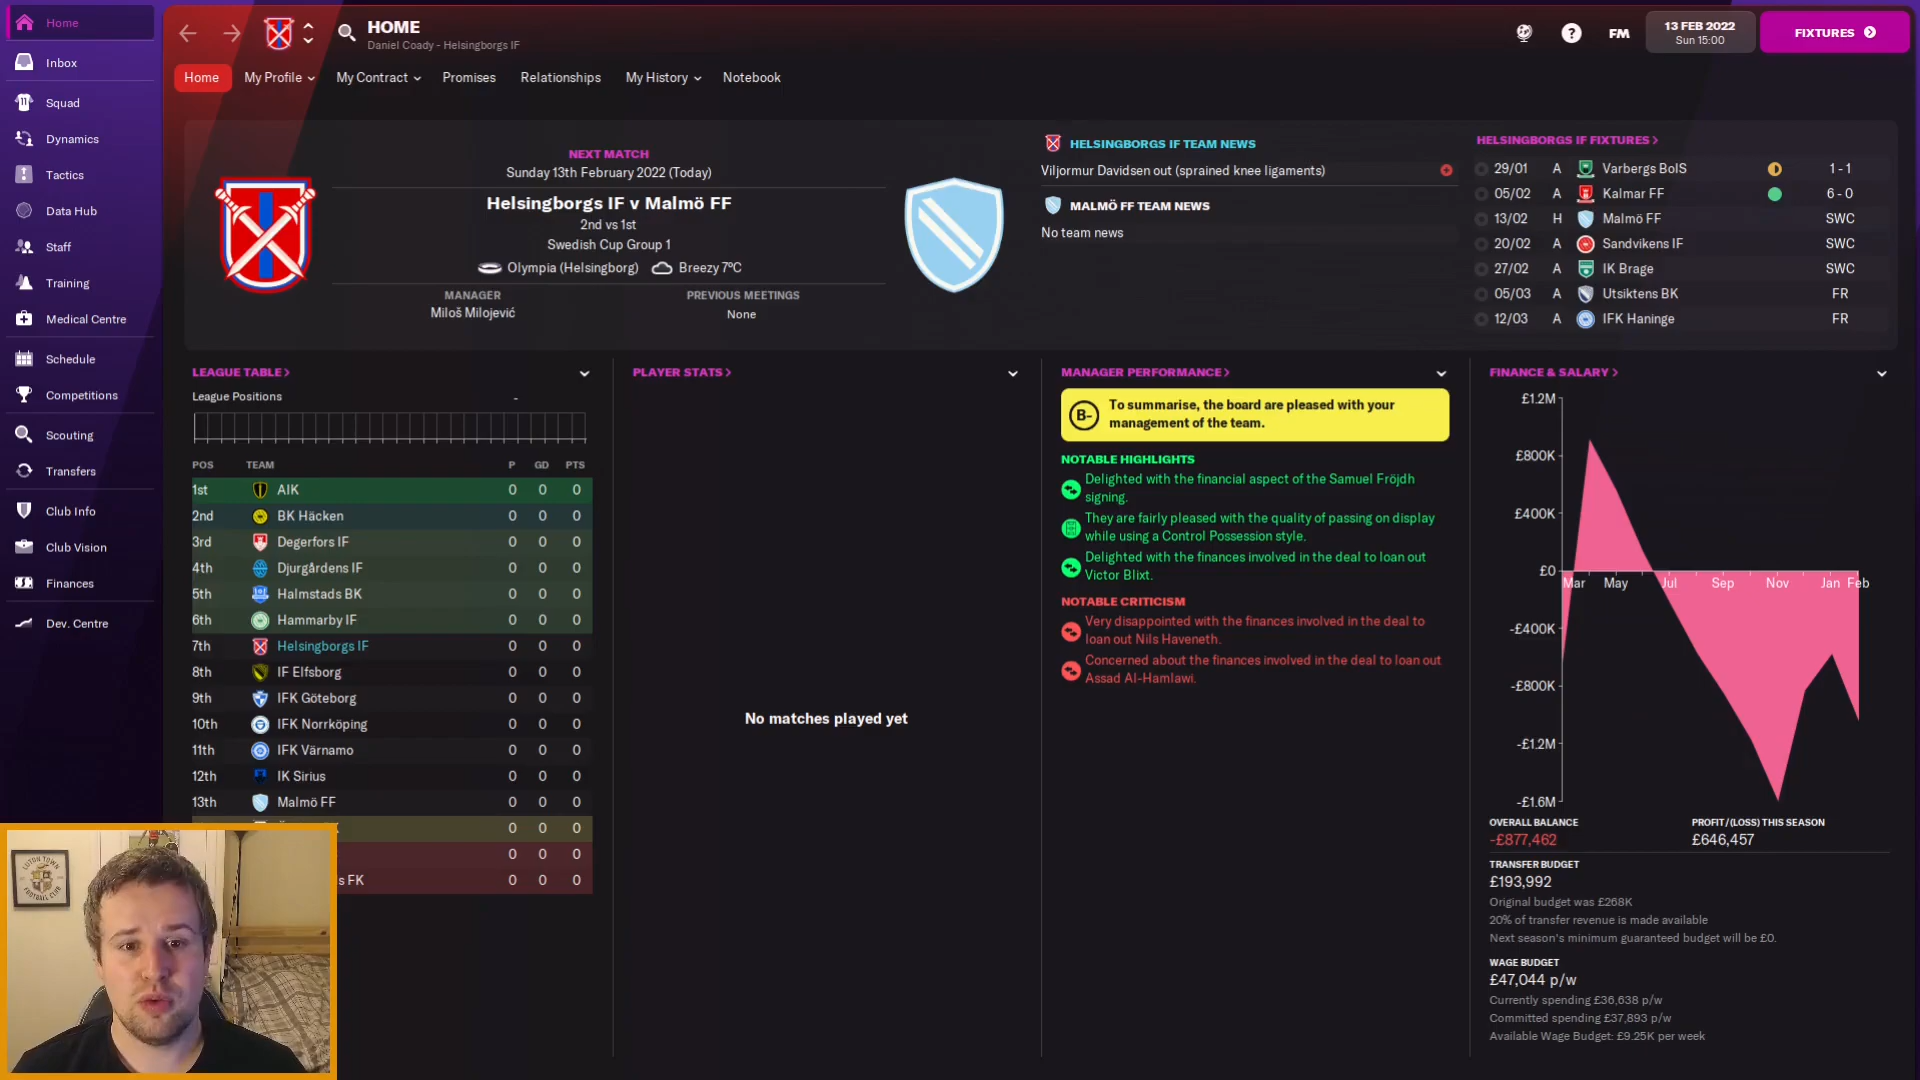 Home
Inbox
Squad
Dynamics
Tactics
Data Hub
Staff
Training
Medical Centre
Schedule
Competitions
Scouting
Transfers
Club Info
Club Vision
Finances
Dev. Centre
HOME
Daniel Coady - Helsingborgs IF
?
FM
13 FEB 2022
Sun 15:00
FIXTURES
Home
My Profile
My Contract
Promises
Relationships
My History
Notebook
NEXT MATCH
Sunday 13th February 2022 (Today)
Helsingborgs IF v Malmö FF
2nd vs 1st
Swedish Cup Group 1
Olympia (Helsingborg) Breezy 7°C
MANAGER
Miloš Milojević
PREVIOUS MEETINGS
None
HELSINGBORGS IF TEAM NEWS
Viljormur Davidsen out (sprained knee ligaments)
MALMÖ FF TEAM NEWS
No team news
HELSINGBORGS IF FIXTURES >
29/01 A Varbergs BoIS 1 - 1
05/02 A Kalmar FF 6 - 0
13/02 H Malmö FF SWC
20/02 A Sandvikens IF SWC
27/02 A IK Brage SWC
05/03 A Utsiktens BK FR
12/03 A IFK Haninge FR
LEAGUE TABLE >
League Positions -
POS TEAM P GD PTS
1st AIK 0 0 0
2nd BK Häcken 0 0 0
3rd Degerfors IF 0 0 0
4th Djurgårdens IF 0 0 0
5th Halmstads BK 0 0 0
6th Hammarby IF 0 0 0
7th Helsingborgs IF 0 0 0
8th IF Elfsborg 0 0 0
9th IFK Göteborg 0 0 0
10th IFK Norrköping 0 0 0
11th IFK Värnamo 0 0 0
12th IK Sirius 0 0 0
13th Malmö FF 0 0 0
0 0 0
0 0 0
s FK 0 0 0
PLAYER STATS >
No matches played yet
MANAGER PERFORMANCE >
B- To summarise, the board are pleased with your
management of the team.
NOTABLE HIGHLIGHTS
Delighted with the financial aspect of the Samuel Fröjdh
signing.
They are fairly pleased with the quality of passing on display
while using a Control Possession style.
Delighted with the finances involved in the deal to loan out
Victor Blixt.
NOTABLE CRITICISM
Very disappointed with the finances involved in the deal to
loan out Nils Haveneth.
Concerned about the finances involved in the deal to loan out
Assad Al-Hamlawi.
FINANCE & SALARY >
£1.2M
£800K
£400K
£0
-£400K
-£800K
-£1.2M
-£1.6M
Mar May Jul Sep Nov Jan Feb
OVERALL BALANCE
-£877,462
PROFIT/(LOSS) THIS SEASON
£646,457
TRANSFER BUDGET
£193,992
Original budget was £268K
20% of transfer revenue is made available
Next season's minimum guaranteed budget will be £0.
WAGE BUDGET
£47,044 p/w
Currently spending £36,638 p/w
Committed spending £37,893 p/w
Available Wage Budget: £9.25K per week
LUTON TOWN
FOOTBALL CLUB